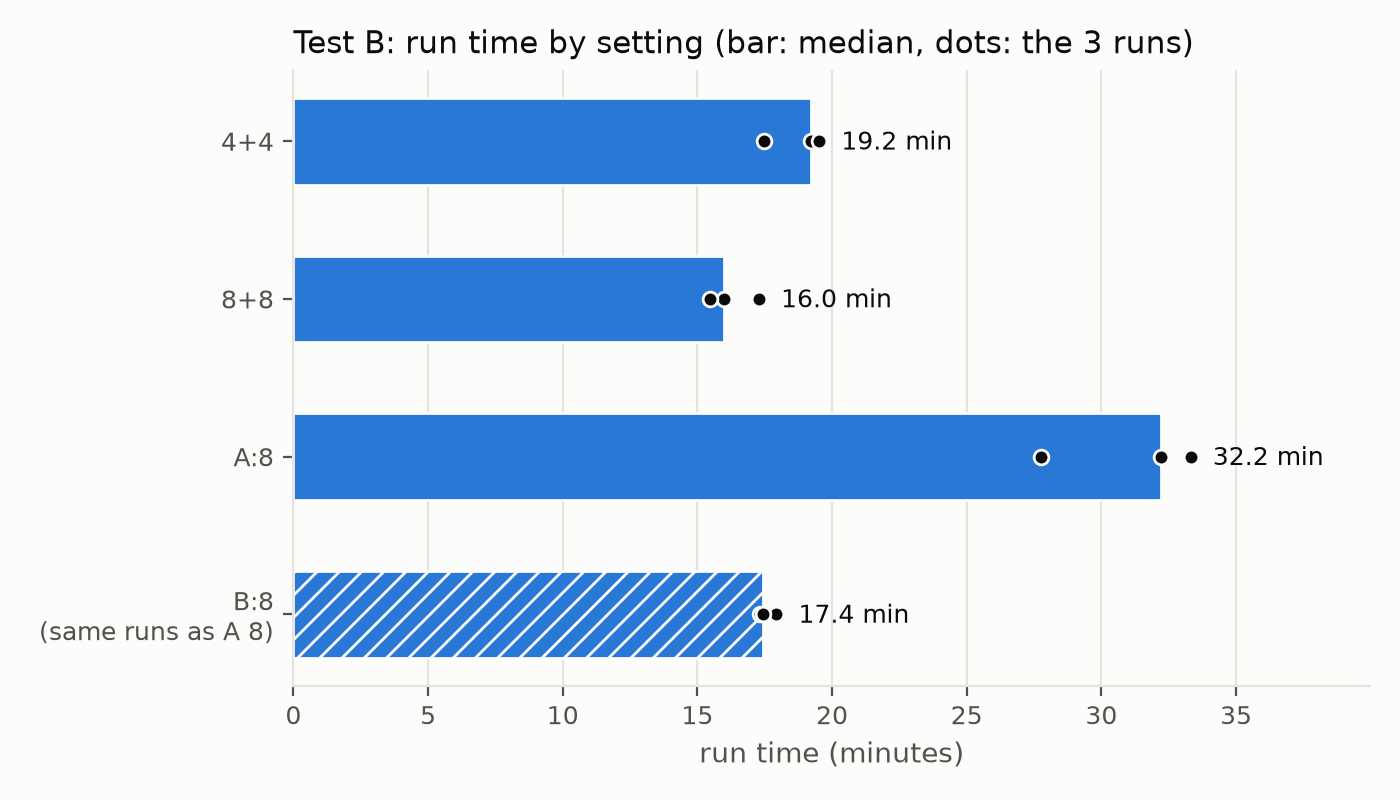 Test B: run time by setting (bar: median, dots: the 3 runs)
4+4
19.2 min
8+8
16.0 min
A:8
32.2 min
B:8
(same runs as A 8)
17.4 min
0 5 10 15 20 25 30 35
run time (minutes)